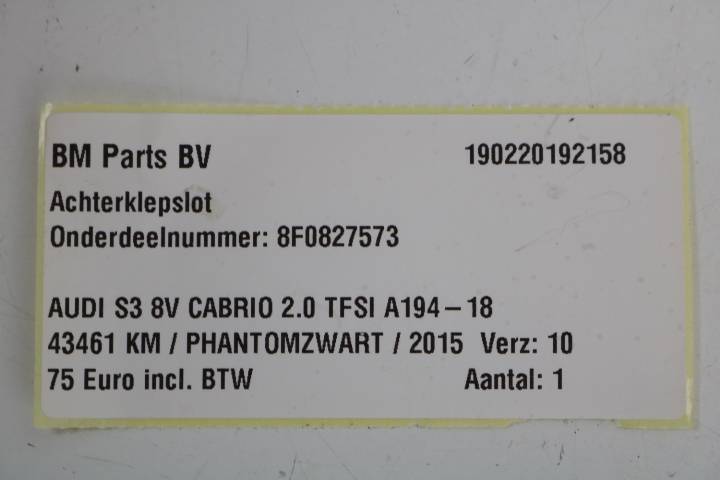 BM Parts BV 190220192158
Achterklepslot
Onderdeelnummer: 8F0827573
AUDI S3 8V CABRIO 2.0 TFSI A194-18
43461 KM / PHANTOMZWART / 2015 Verz: 10
75 Euro incl. BTW Aantal: 1